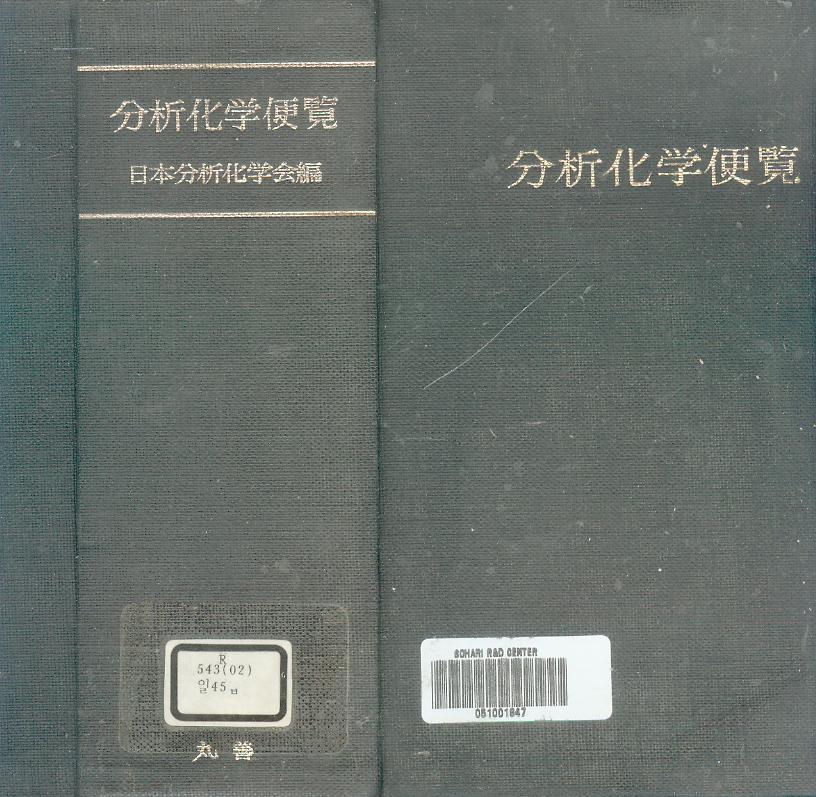 分析化学便覧
日本分析化学会編
R
543(02)
일45ㅂ
丸善
分析化学便覧
SOHARI R&D CENTER
051001847